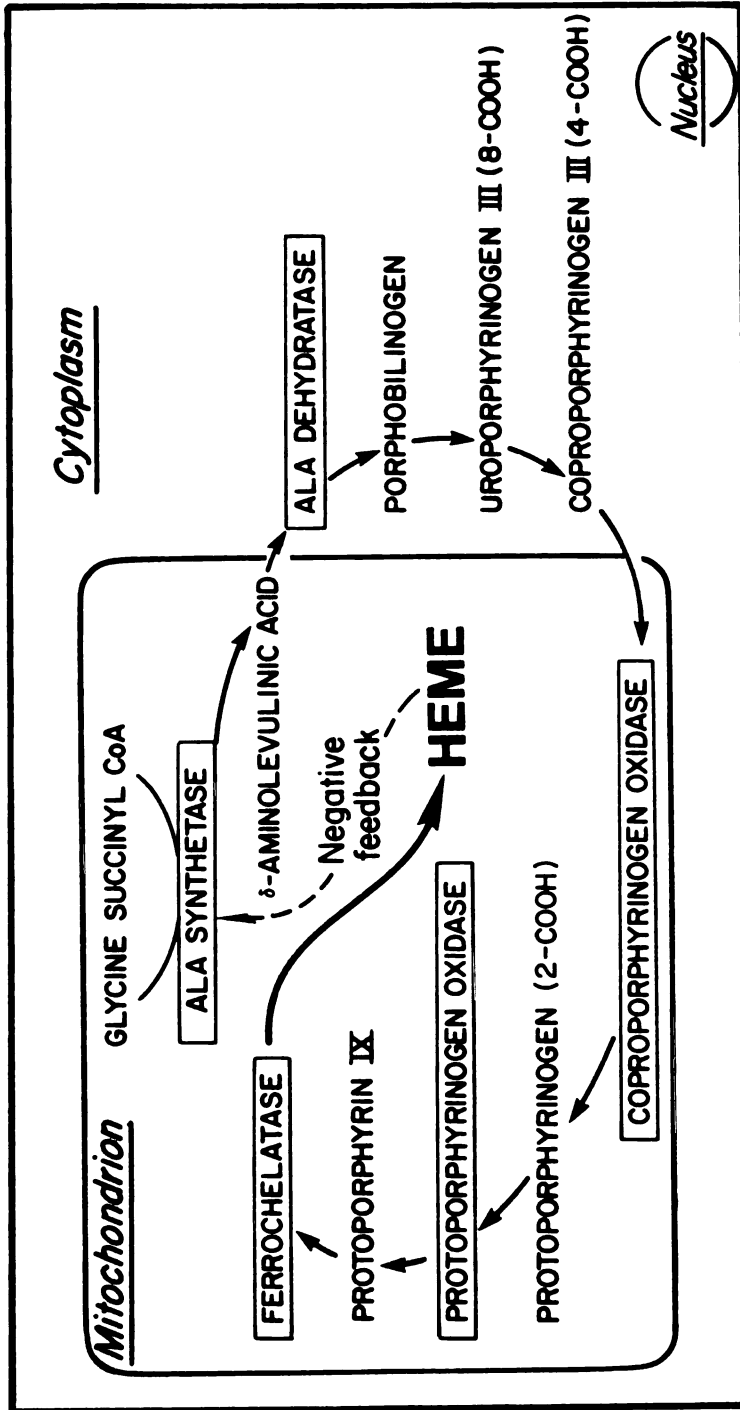 Mitochondrion
Cytoplasm
GLYCINE SUCCINYL CoA
ALA SYNTHETASE
δ-AMINOLEVULINIC ACID
ALA DEHYDRATASE
PORPHOBILINOGEN
UROPORPHYRINOGEN III (8-COOH)
COPROPORPHYRINOGEN III (4-COOH)
COPROPORPHYRINOGEN OXIDASE
PROTOPORPHYRINOGEN (2-COOH)
PROTOPORPHYRINOGEN OXIDASE
PROTOPORPHYRIN IX
FERROCHELATASE
HEME
Negative
feedback
Nucleus